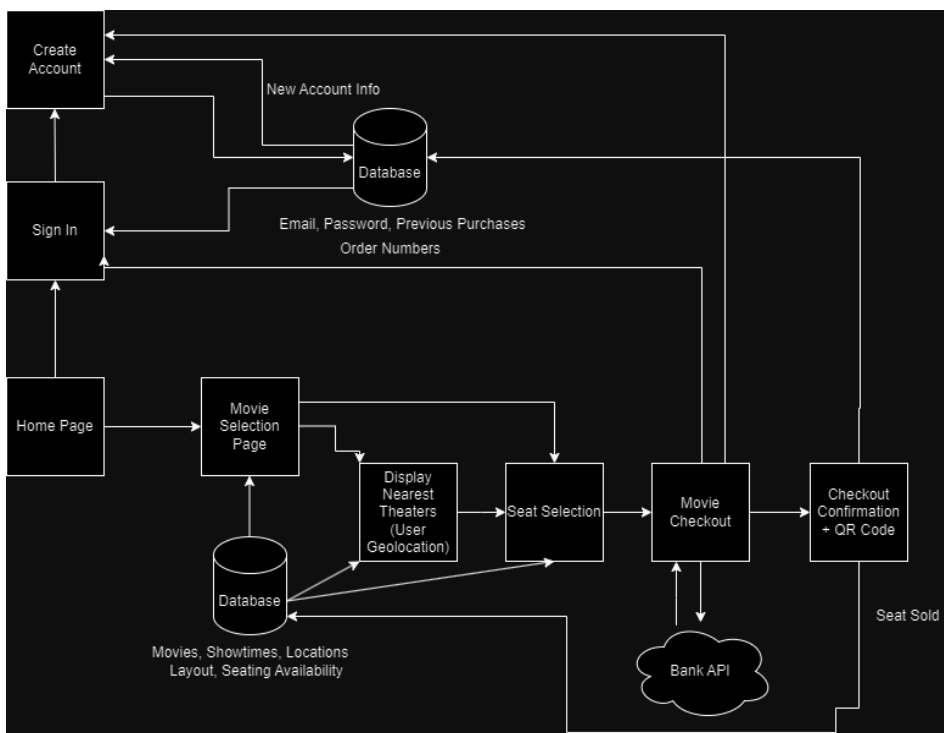 Create
Account
New Account Info
Database
Sign In
Email, Password, Previous Purchases
Order Numbers
Home Page
Movie
Selection
Page
Display
Nearest
Theaters
(User
Geolocation)
Seat Selection
Movie
Checkout
Checkout
Confirmation
+ QR Code
Database
Seat Sold
Movies, Showtimes, Locations
Layout, Seating Availability
Bank API